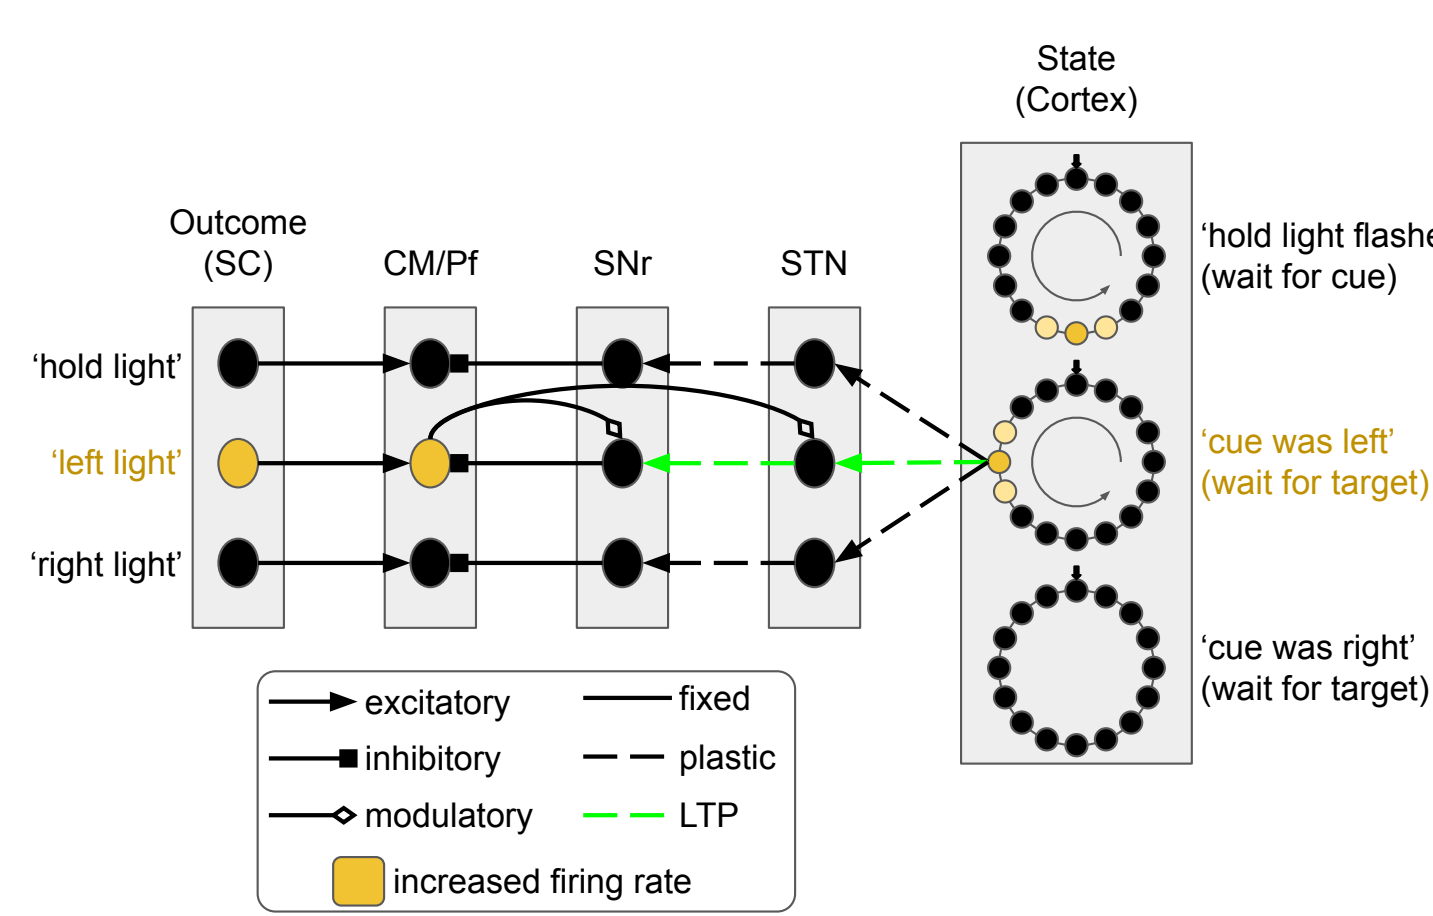 State
(Cortex)
Outcome
(SC)
CM/Pf
SNr
STN
‘hold light flashe
(wait for cue)
‘hold light’
‘left light’
‘cue was left’
(wait for target)
‘right light’
‘cue was right’
(wait for target)
excitatory
fixed
inhibitory
plastic
modulatory
LTP
increased firing rate